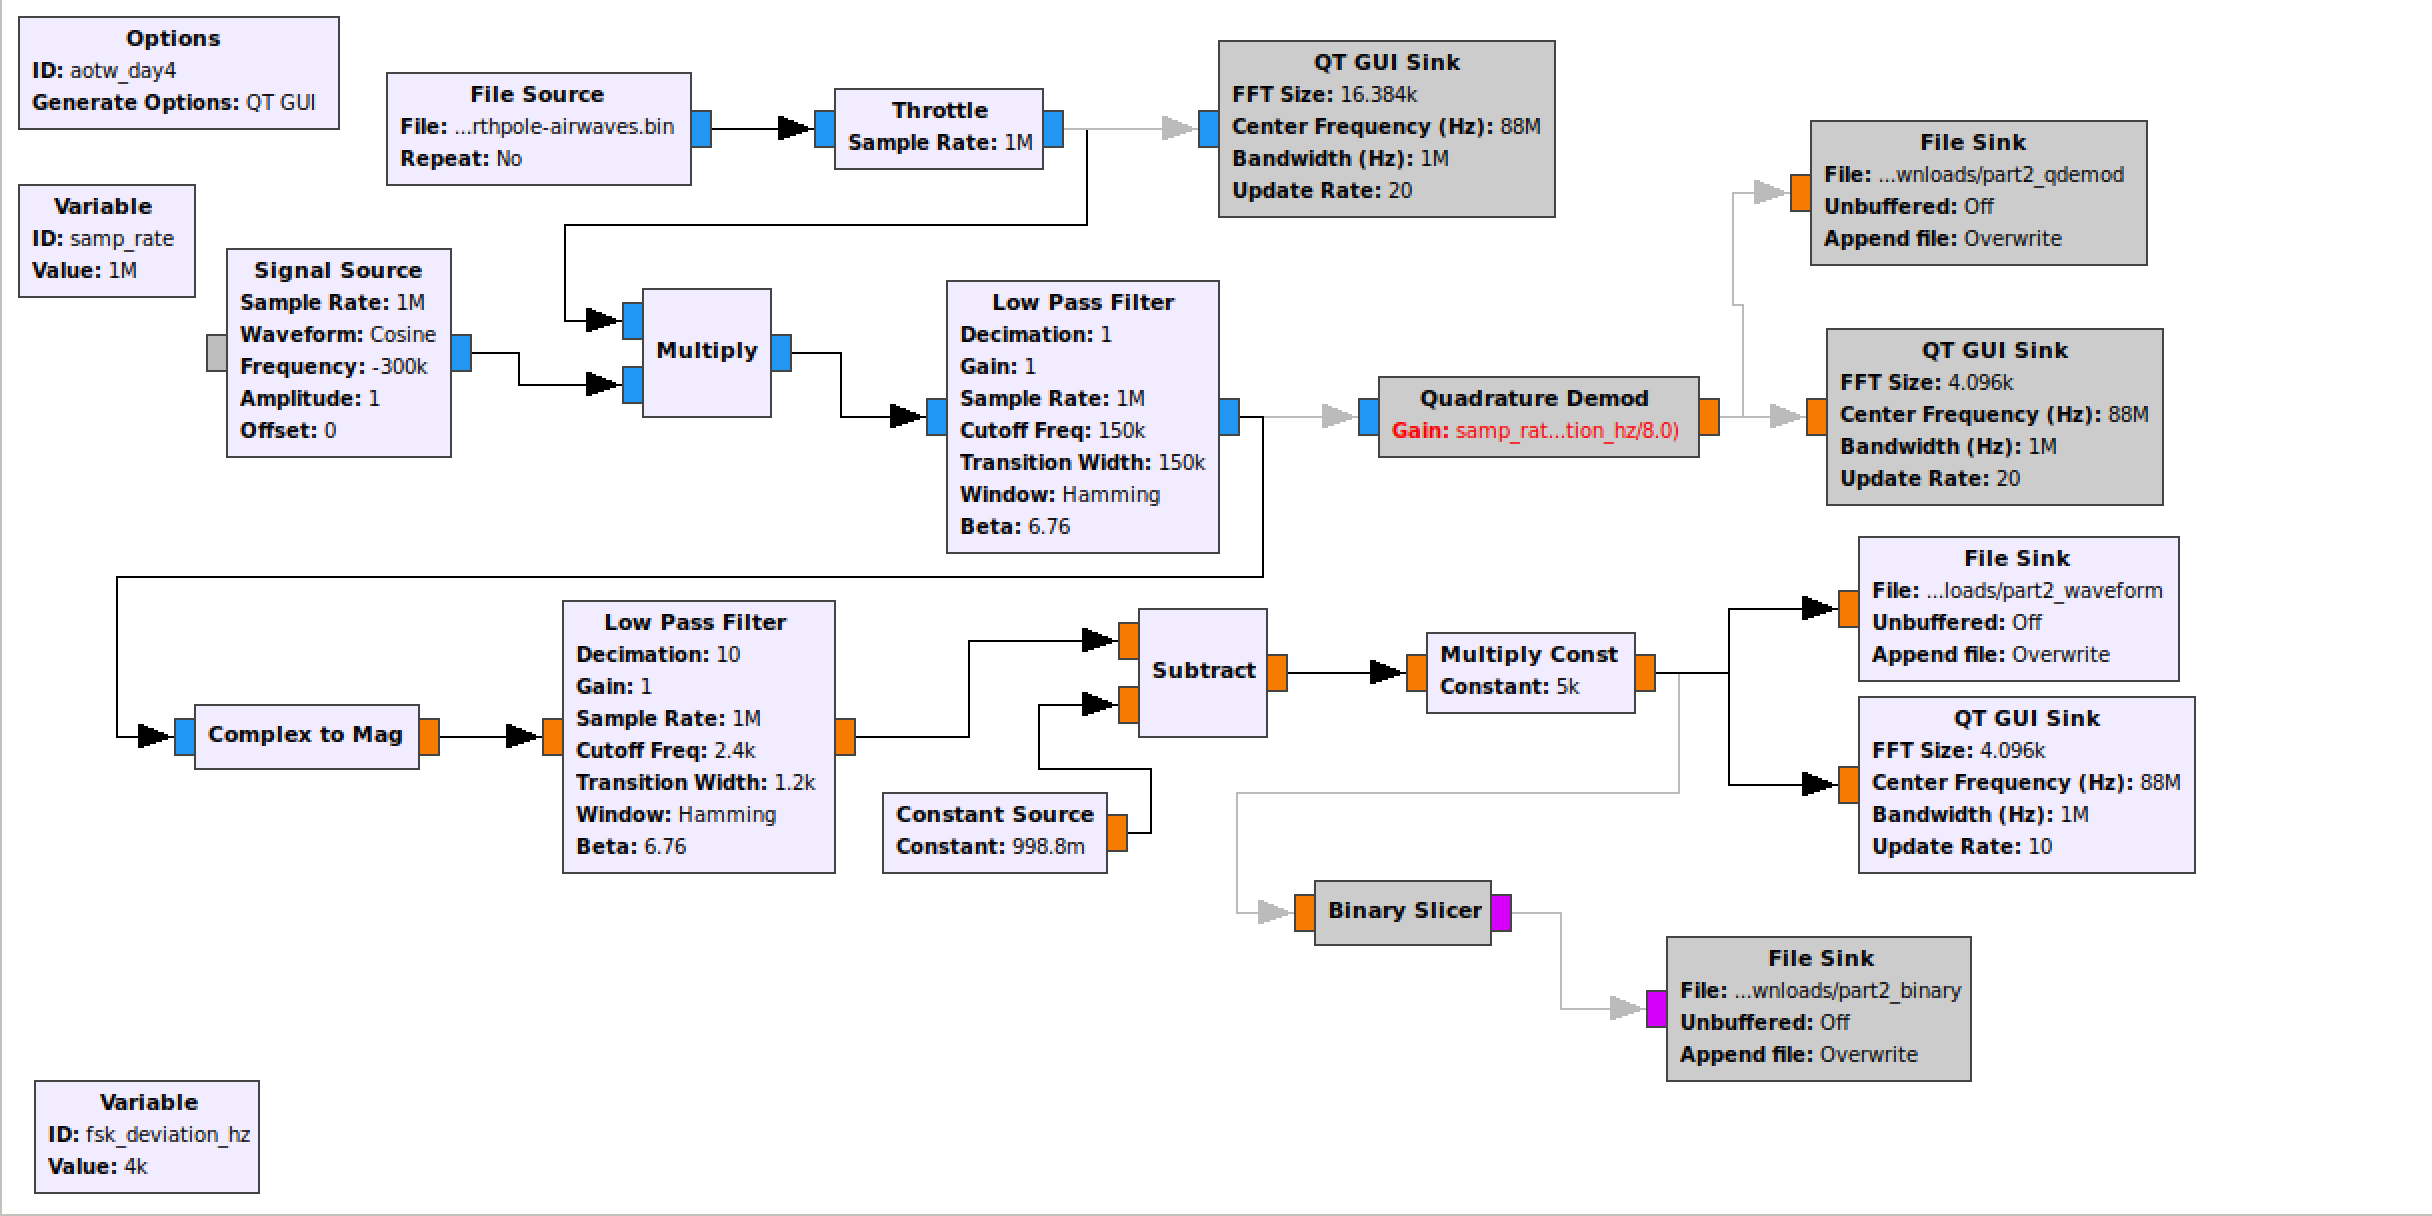 Options
ID: aotw_day4
Generate Options: QT GUI
File Source
File: ...rthpole-airwaves.bin
Repeat: No
Throttle
Sample Rate: 1M
QT GUI Sink
FFT Size: 16.384k
Center Frequency (Hz): 88M
Bandwidth (Hz): 1M
Update Rate: 20
File Sink
File: ...wnloads/part2_qdemod
Unbuffered: Off
Append file: Overwrite
Variable
ID: samp_rate
Value: 1M
Signal Source
Sample Rate: 1M
Waveform: Cosine
Frequency: -300k
Amplitude: 1
Offset: 0
Multiply
Low Pass Filter
Decimation: 1
Gain: 1
Sample Rate: 1M
Cutoff Freq: 150k
Transition Width: 150k
Window: Hamming
Beta: 6.76
Quadrature Demod
Gain: samp_rat...tion_hz/8.0)
QT GUI Sink
FFT Size: 4.096k
Center Frequency (Hz): 88M
Bandwidth (Hz): 1M
Update Rate: 20
Complex to Mag
Low Pass Filter
Decimation: 10
Gain: 1
Sample Rate: 1M
Cutoff Freq: 2.4k
Transition Width: 1.2k
Window: Hamming
Beta: 6.76
Constant Source
Constant: 998.8m
Subtract
Multiply Const
Constant: 5k
File Sink
File: ...loads/part2_waveform
Unbuffered: Off
Append file: Overwrite
QT GUI Sink
FFT Size: 4.096k
Center Frequency (Hz): 88M
Bandwidth (Hz): 1M
Update Rate: 10
Binary Slicer
File Sink
File: ...wnloads/part2_binary
Unbuffered: Off
Append file: Overwrite
Variable
ID: fsk_deviation_hz
Value: 4k